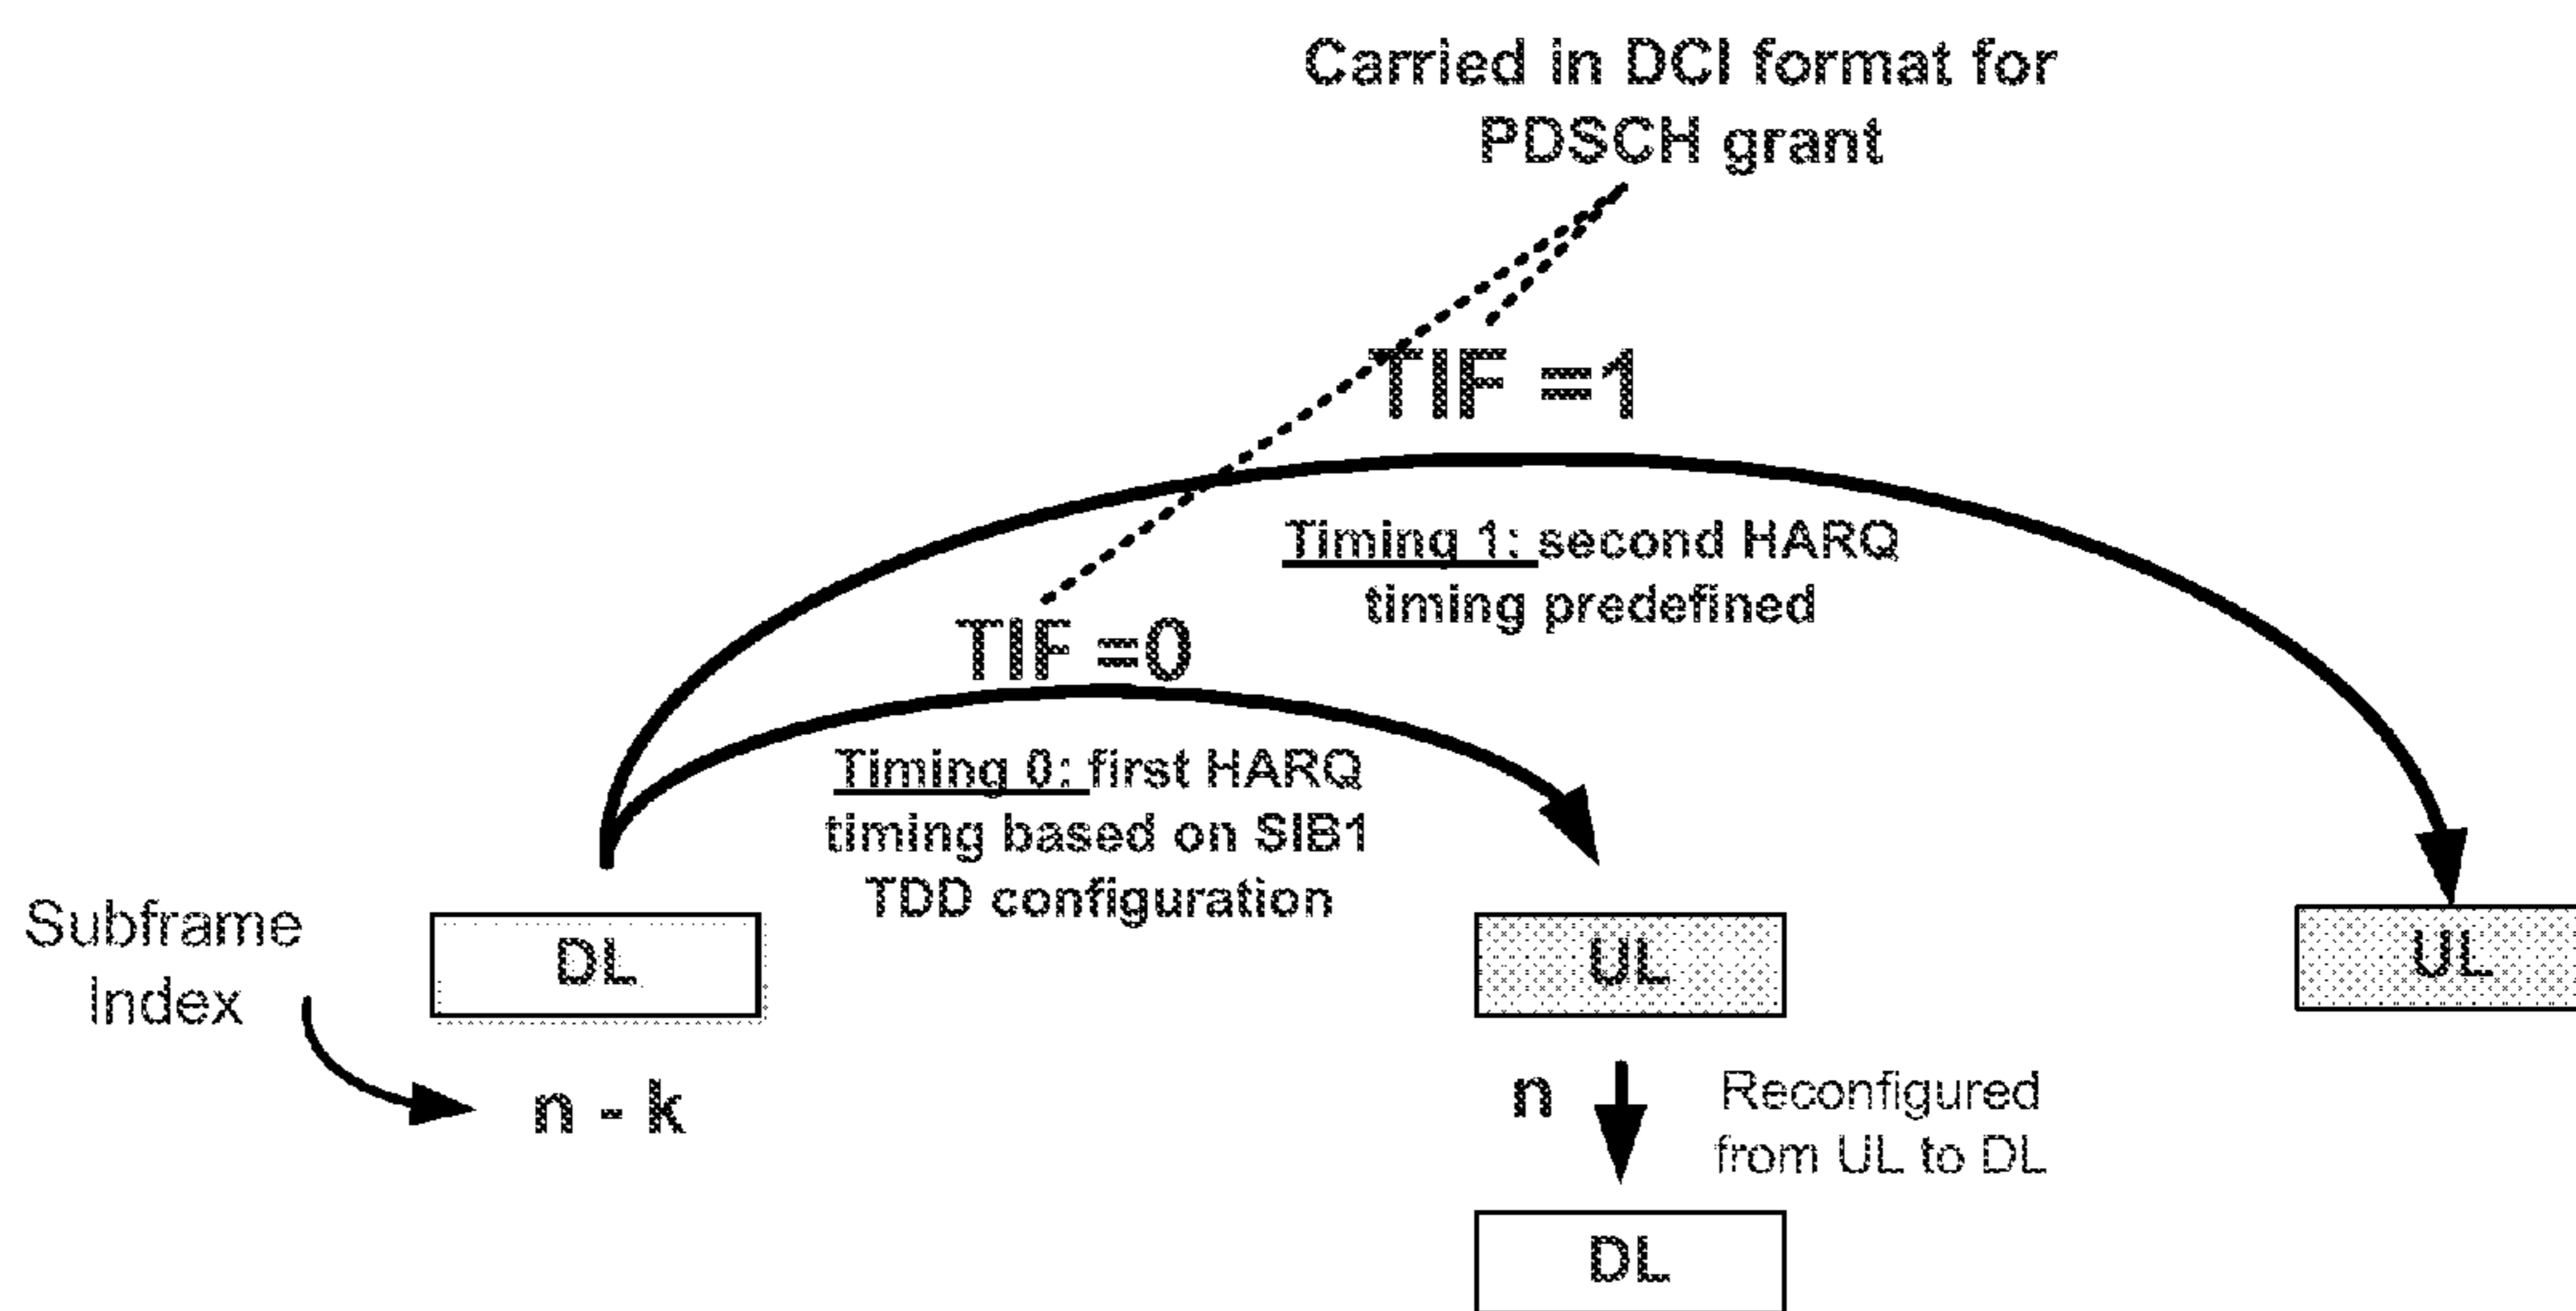 Carried in DCI format for
PDSCH grant
TIF =1
Timing 1: second HARQ
timing predefined
TIF =0
Timing 0: first HARQ
timing based on SIB1
TDD configuration
Subframe
Index
DL
UL
UL
n - k
n
Reconfigured
from UL to DL
DL